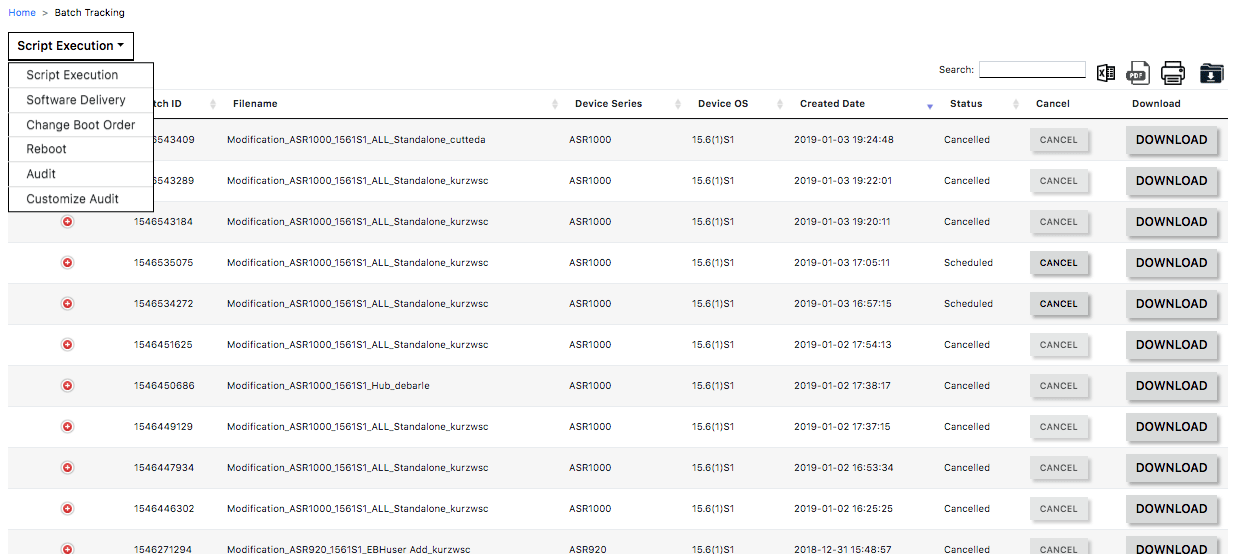 Home > Batch Tracking
Script Execution
Script Execution
Software Delivery
Change Boot Order
Reboot
Audit
Customize Audit
Search:
PDF
tch ID Filename Device Series Device OS Created Date Status Cancel Download
6543409 Modification_ASR1000_1561S1_ALL_Standalone_cutteda ASR1000 15.6(1)S1 2019-01-03 19:24:48 Cancelled CANCEL DOWNLOAD
6543289 Modification_ASR1000_1561S1_ALL_Standalone_kurzwsc ASR1000 15.6(1)S1 2019-01-03 19:22:01 Cancelled CANCEL DOWNLOAD
1546543184 Modification_ASR1000_1561S1_ALL_Standalone_kurzwsc ASR1000 15.6(1)S1 2019-01-03 19:20:11 Cancelled CANCEL DOWNLOAD
1546535075 Modification_ASR1000_1561S1_ALL_Standalone_kurzwsc ASR1000 15.6(1)S1 2019-01-03 17:05:11 Scheduled CANCEL DOWNLOAD
1546534272 Modification_ASR1000_1561S1_ALL_Standalone_kurzwsc ASR1000 15.6(1)S1 2019-01-03 16:57:15 Scheduled CANCEL DOWNLOAD
1546451625 Modification_ASR1000_1561S1_ALL_Standalone_kurzwsc ASR1000 15.6(1)S1 2019-01-02 17:54:13 Cancelled CANCEL DOWNLOAD
1546450686 Modification_ASR1000_1561S1_Hub_debarle ASR1000 15.6(1)S1 2019-01-02 17:38:17 Cancelled CANCEL DOWNLOAD
1546449129 Modification_ASR1000_1561S1_ALL_Standalone_kurzwsc ASR1000 15.6(1)S1 2019-01-02 17:37:15 Cancelled CANCEL DOWNLOAD
1546447934 Modification_ASR1000_1561S1_ALL_Standalone_kurzwsc ASR1000 15.6(1)S1 2019-01-02 16:53:34 Cancelled CANCEL DOWNLOAD
1546446302 Modification_ASR1000_1561S1_ALL_Standalone_kurzwsc ASR1000 15.6(1)S1 2019-01-02 16:25:25 Cancelled CANCEL DOWNLOAD
1546271294 Modification_ASR920_1561S1_EBHuser Add_kurzwsc ASR920 15.6(1)S1 2018-12-31 15:48:57 Cancelled CANCEL DOWNLOAD